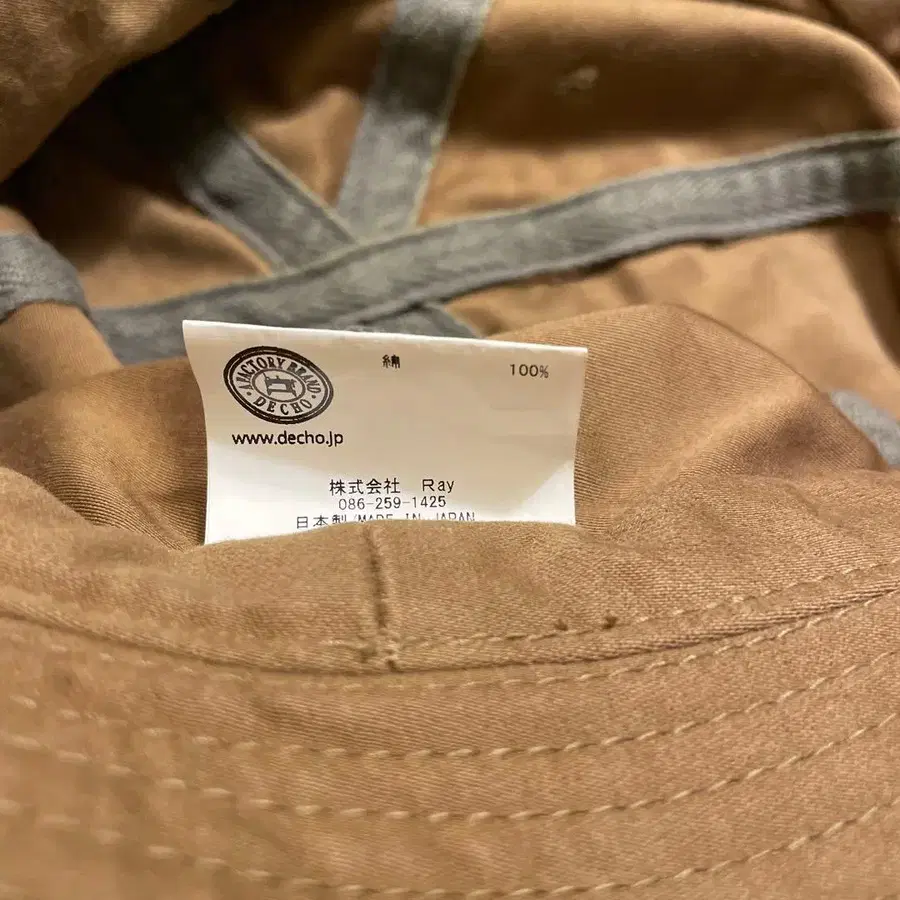 A FACTORY BRAND
DECHO
綿 100%
www.decho.jp
株式会社 Ray
086-259-1425
日本製/MADE IN JAPAN